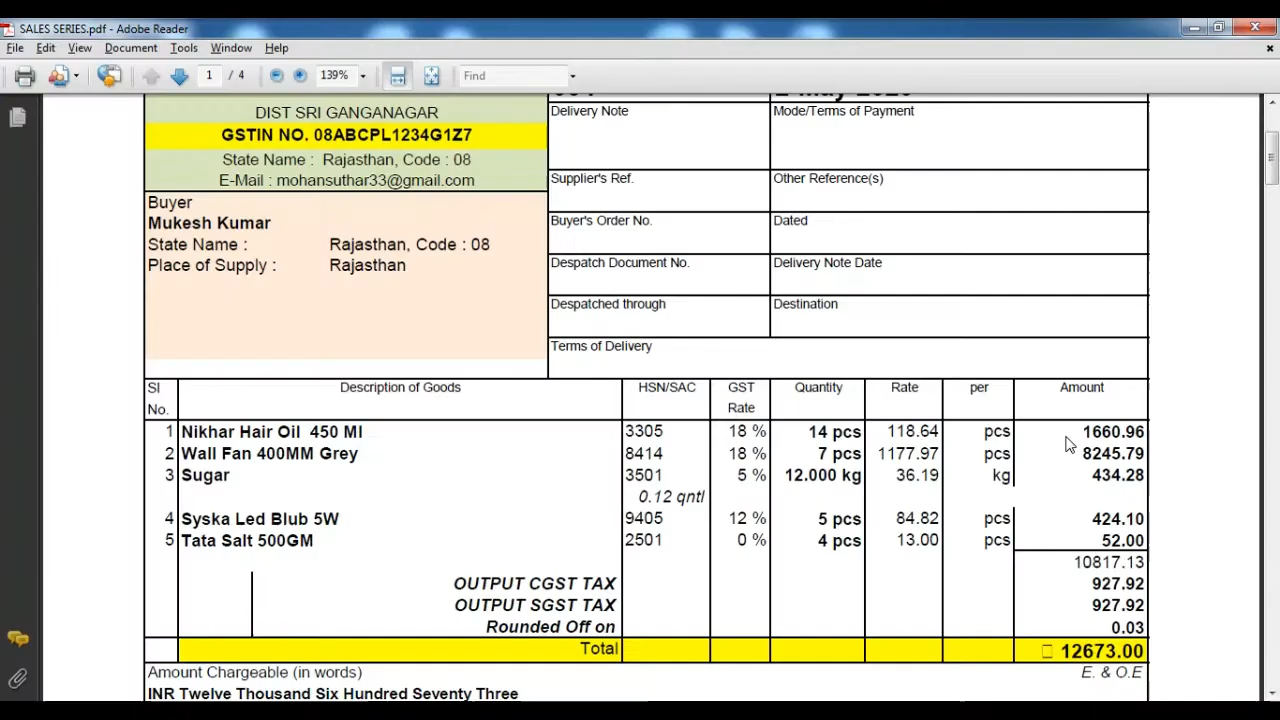 SALES SERIES.pdf - Adobe Reader
File Edit View Document Tools Window Help
1 / 4 139% Find
DIST SRI GANGANAGAR
GSTIN NO. 08ABCPL1234G1Z7
State Name : Rajasthan, Code : 08
E-Mail : mohansuthar33@gmail.com
Buyer
Mukesh Kumar
State Name : Rajasthan, Code : 08
Place of Supply : Rajasthan
Delivery Note Mode/Terms of Payment
Supplier's Ref. Other Reference(s)
Buyer's Order No. Dated
Despatch Document No. Delivery Note Date
Despatched through Destination
Terms of Delivery
Sl No. Description of Goods HSN/SAC GST Rate Quantity Rate per Amount
1 Nikhar Hair Oil 450 Ml 3305 18 % 14 pcs 118.64 pcs 1660.96
2 Wall Fan 400MM Grey 8414 18 % 7 pcs 1177.97 pcs 8245.79
3 Sugar 3501 5 % 12.000 kg 36.19 kg 434.28
0.12 qntl
4 Syska Led Blub 5W 9405 12 % 5 pcs 84.82 pcs 424.10
5 Tata Salt 500GM 2501 0 % 4 pcs 13.00 pcs 52.00
10817.13
OUTPUT CGST TAX 927.92
OUTPUT SGST TAX 927.92
Rounded Off on 0.03
Total 12673.00
Amount Chargeable (in words) E. & O.E
INR Twelve Thousand Six Hundred Seventy Three